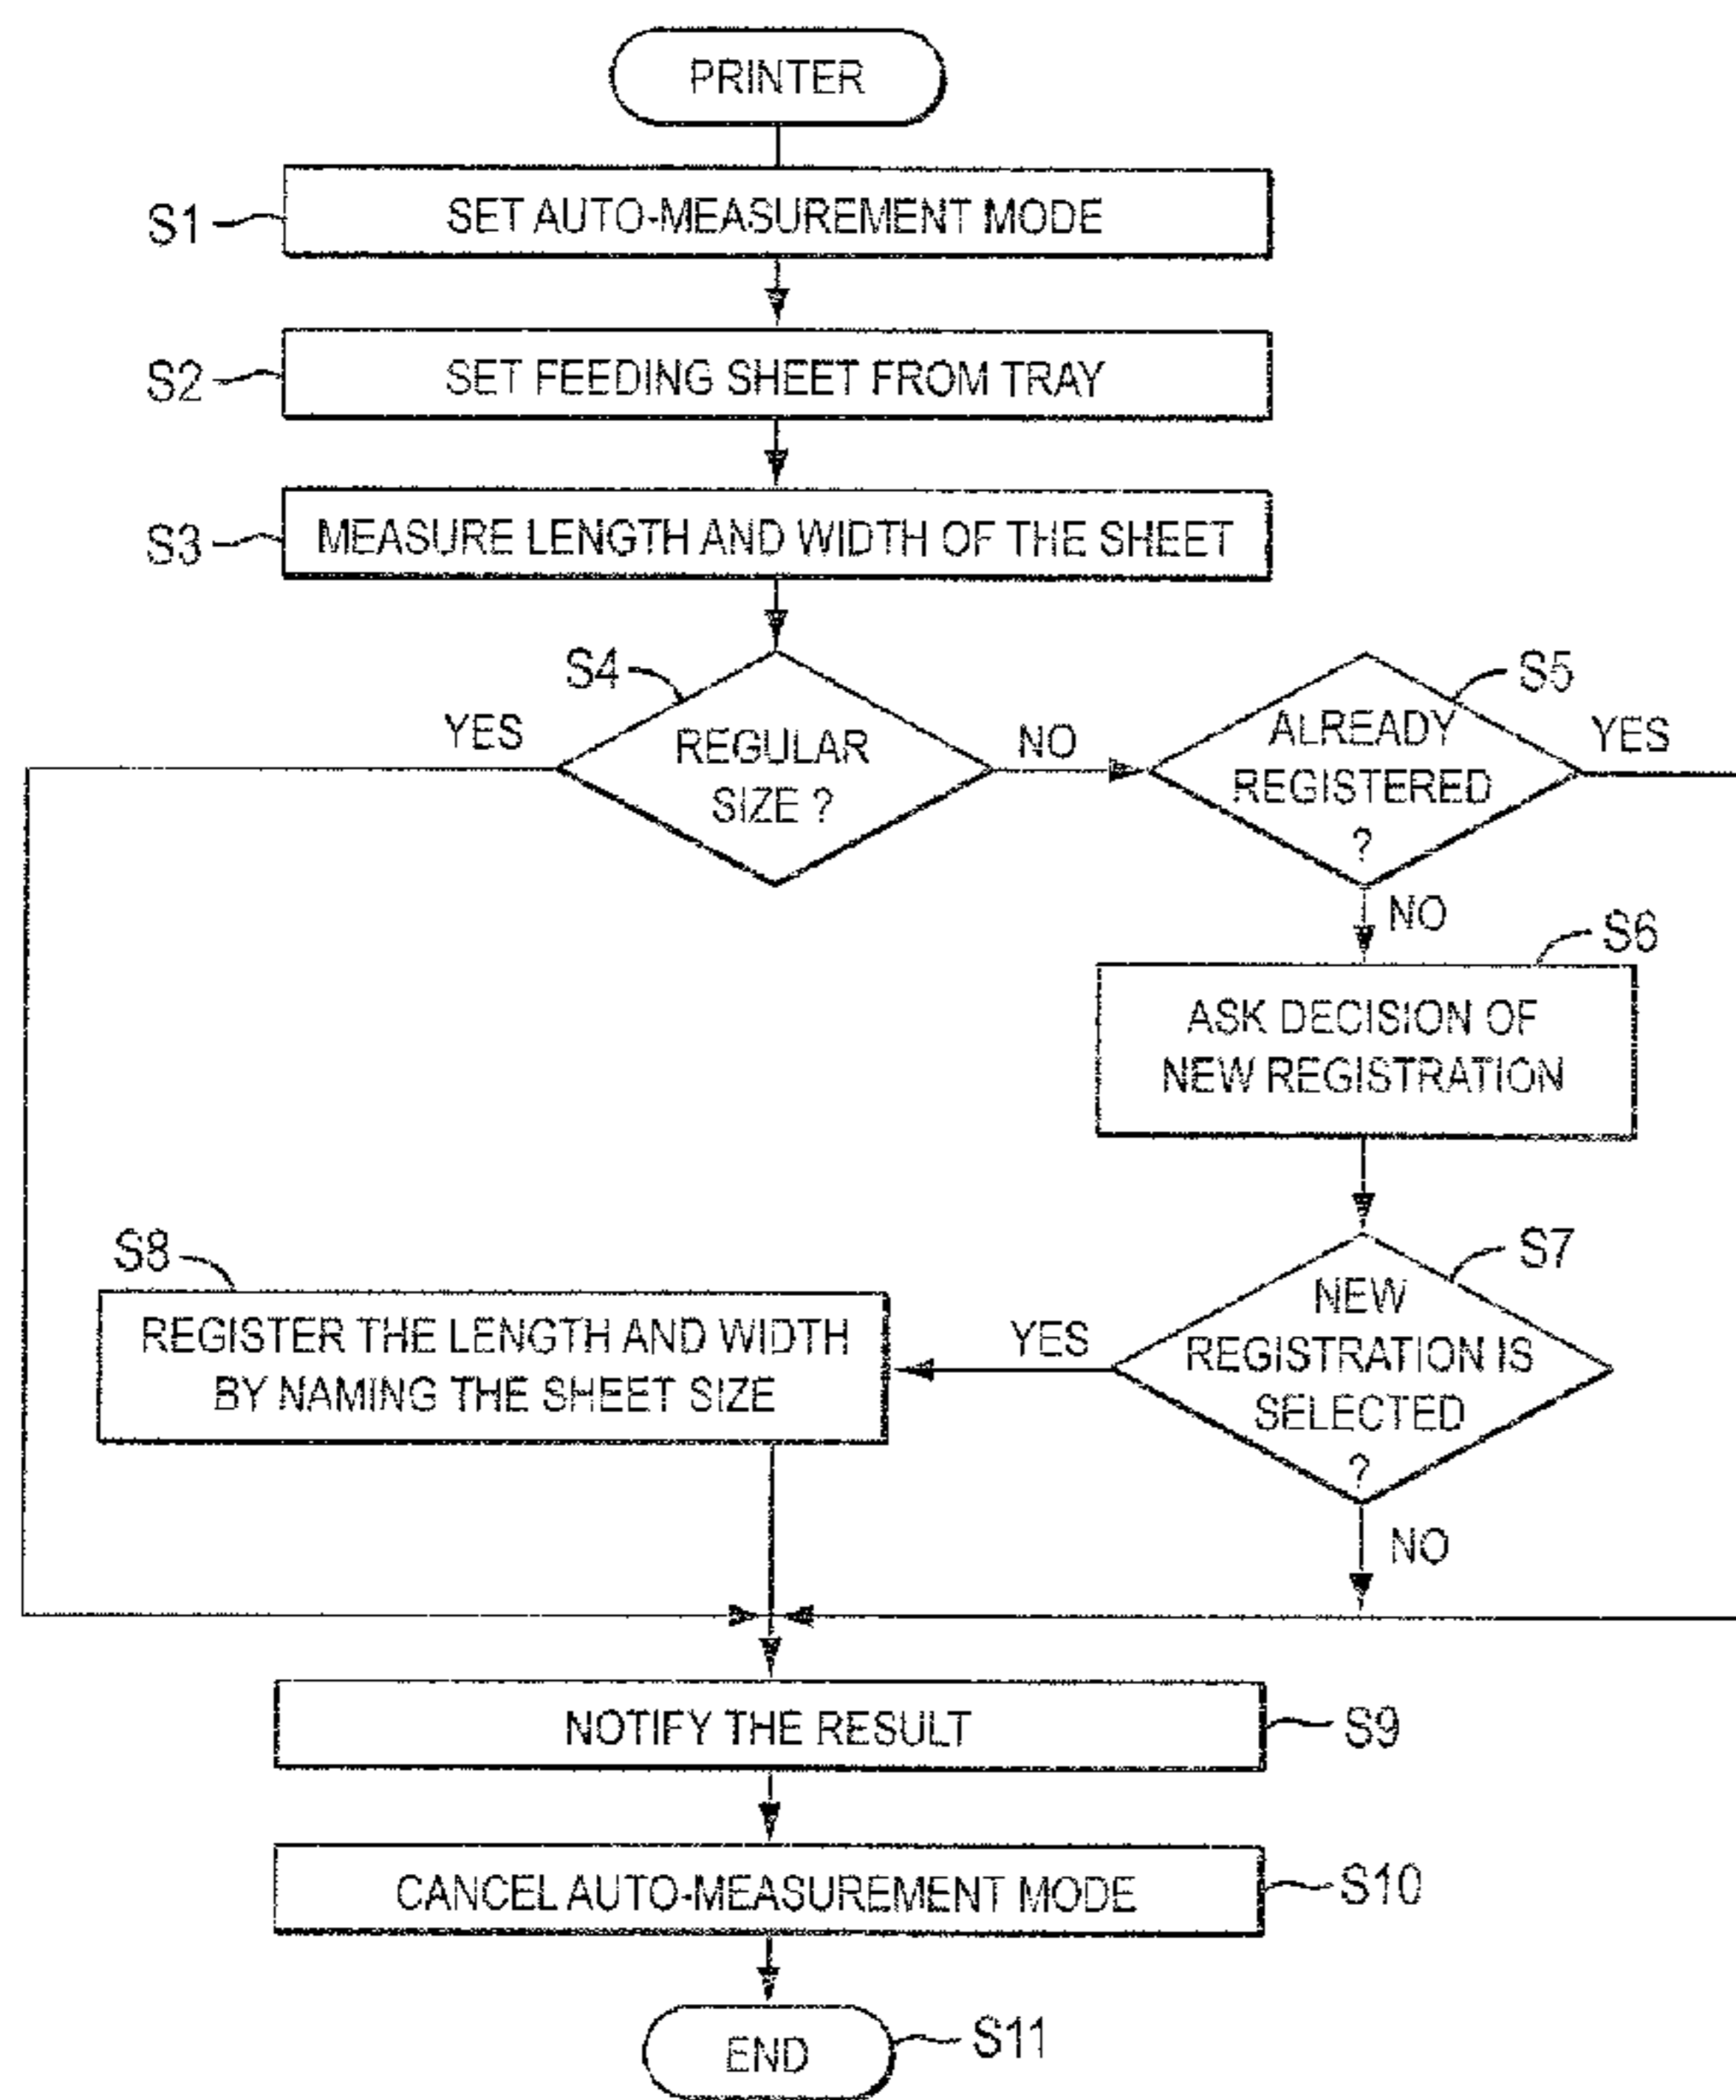 PRINTER
S1
SET AUTO-MEASUREMENT MODE
S2
SET FEEDING SHEET FROM TRAY
S3
MEASURE LENGTH AND WIDTH OF THE SHEET
S4
YES
REGULAR
SIZE ?
NO
S5
ALREADY
REGISTERED
?
YES
NO
S6
ASK DECISION OF
NEW REGISTRATION
S7
NEW
REGISTRATION IS
SELECTED
?
YES
NO
S8
REGISTER THE LENGTH AND WIDTH
BY NAMING THE SHEET SIZE
NOTIFY THE RESULT
S9
CANCEL AUTO-MEASUREMENT MODE
S10
END
S11